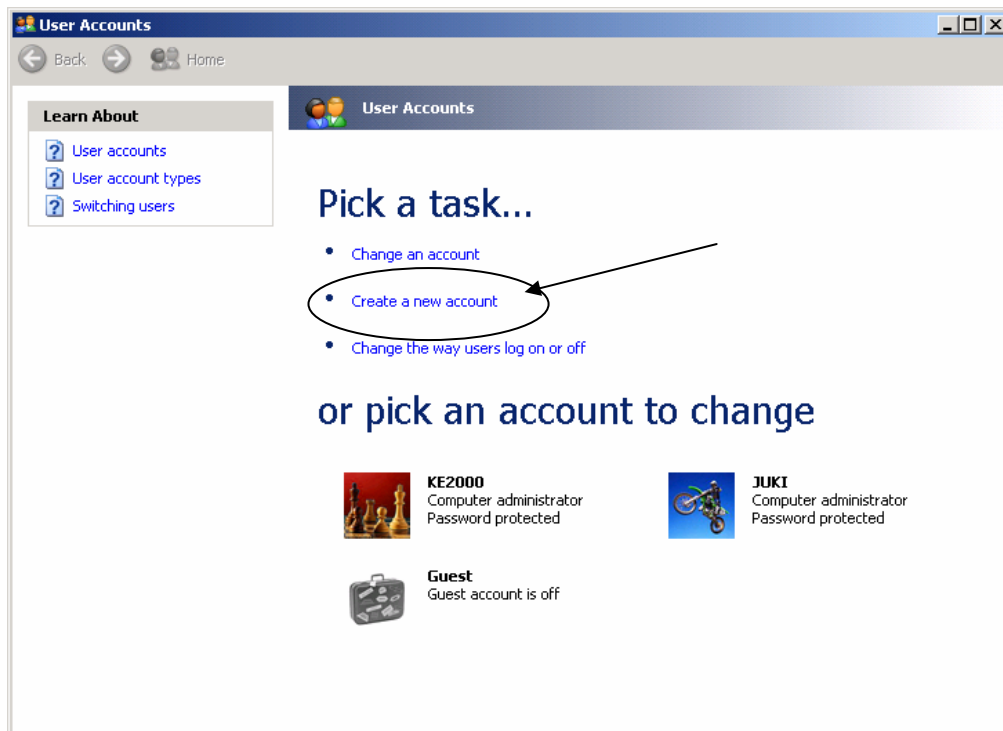 User Accounts
Back Home
Learn About
User accounts
User account types
Switching users
User Accounts
Pick a task...
Change an account
Create a new account
Change the way users log on or off
or pick an account to change
KE2000
Computer administrator
Password protected
JUKI
Computer administrator
Password protected
Guest
Guest account is off